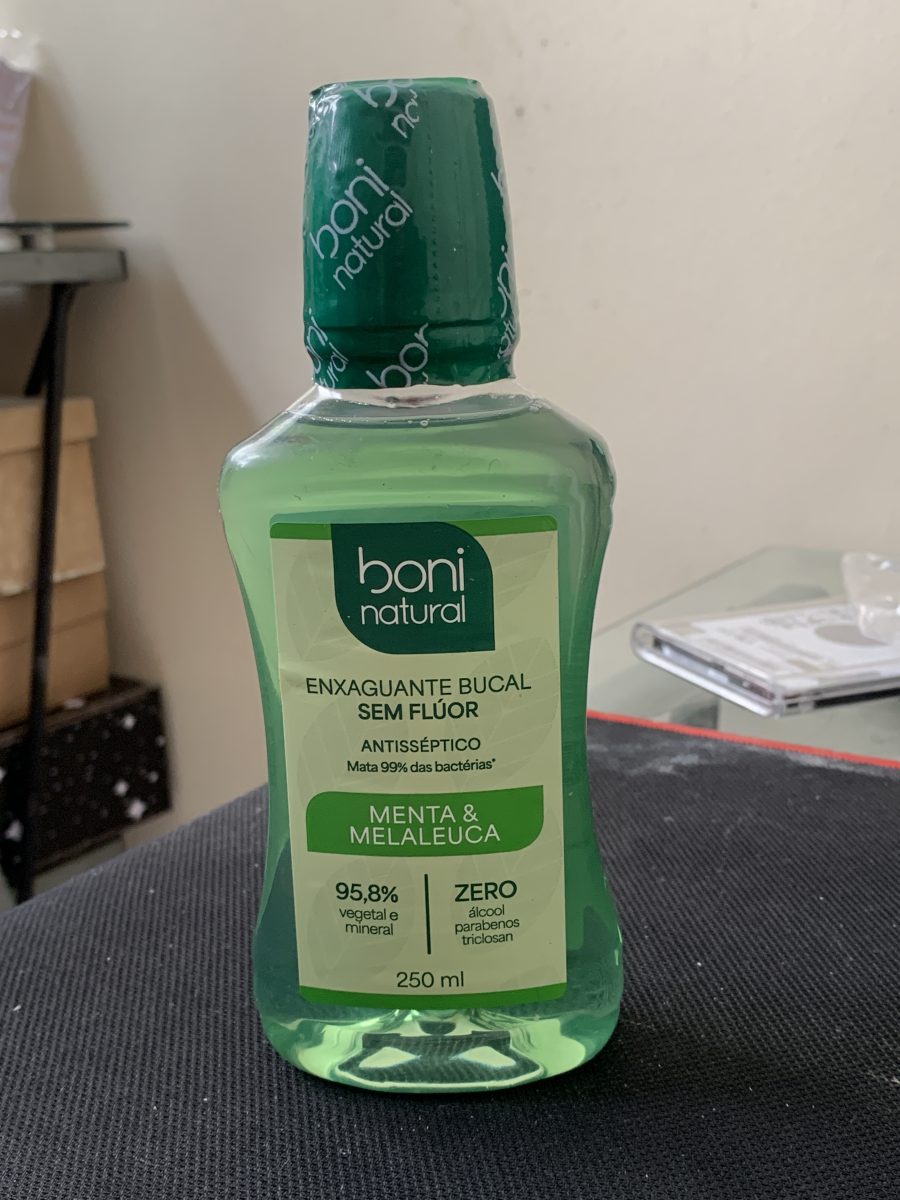 boni
natural
boni
natural
ENXAGUANTE BUCAL
SEM FLÚOR
ANTISSÉPTICO
Mata 99% das bactérias*
MENTA &
MELALEUCA
95,8%
vegetal e
mineral
ZERO
álcool
parabenos
triclosan
250 ml